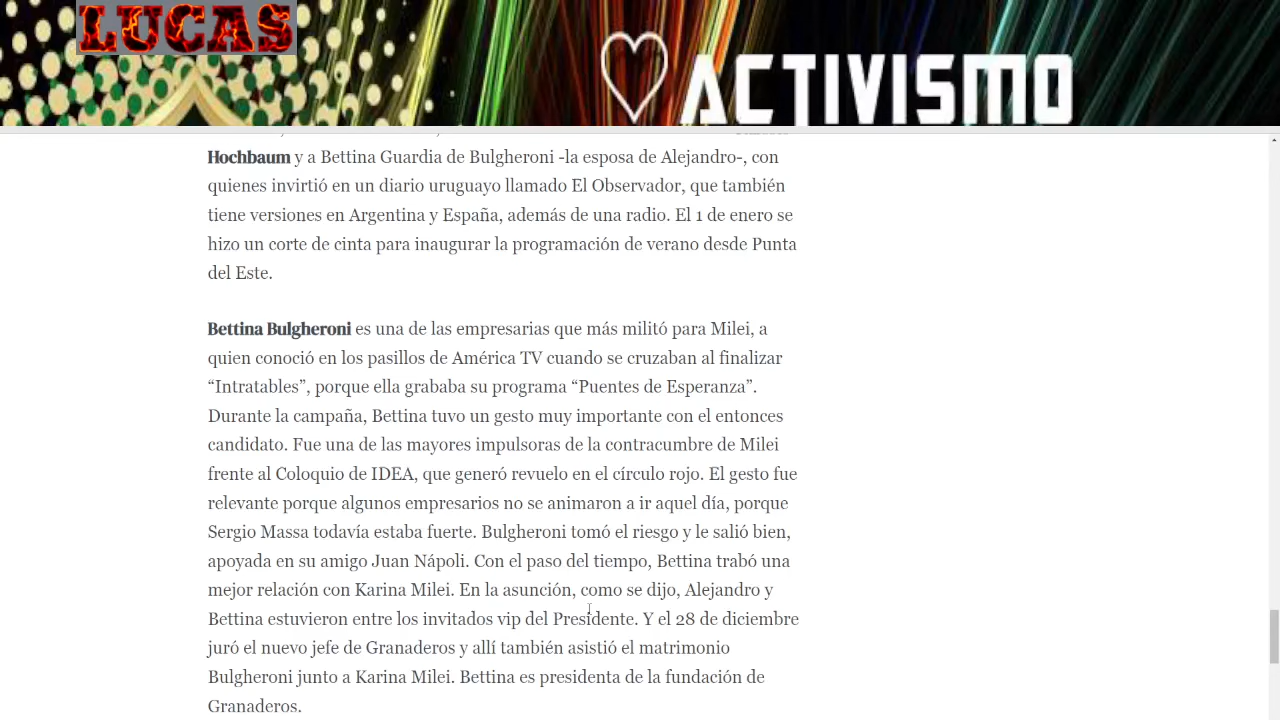 LUCAS
ACTIVISMO
Hochbaum y a Bettina Guardia de Bulgheroni -la esposa de Alejandro-, con
quienes invirtió en un diario uruguayo llamado El Observador, que también
tiene versiones en Argentina y España, además de una radio. El 1 de enero se
hizo un corte de cinta para inaugurar la programación de verano desde Punta
del Este.
Bettina Bulgheroni es una de las empresarias que más militó para Milei, a
quien conoció en los pasillos de América TV cuando se cruzaban al finalizar
“Intratables”, porque ella grababa su programa “Puentes de Esperanza”.
Durante la campaña, Bettina tuvo un gesto muy importante con el entonces
candidato. Fue una de las mayores impulsoras de la contracumbre de Milei
frente al Coloquio de IDEA, que generó revuelo en el círculo rojo. El gesto fue
relevante porque algunos empresarios no se animaron a ir aquel día, porque
Sergio Massa todavía estaba fuerte. Bulgheroni tomó el riesgo y le salió bien,
apoyada en su amigo Juan Nápoli. Con el paso del tiempo, Bettina trabó una
mejor relación con Karina Milei. En la asunción, como se dijo, Alejandro y
Bettina estuvieron entre los invitados vip del Presidente. Y el 28 de diciembre
juró el nuevo jefe de Granaderos y allí también asistió el matrimonio
Bulgheroni junto a Karina Milei. Bettina es presidenta de la fundación de
Granaderos.